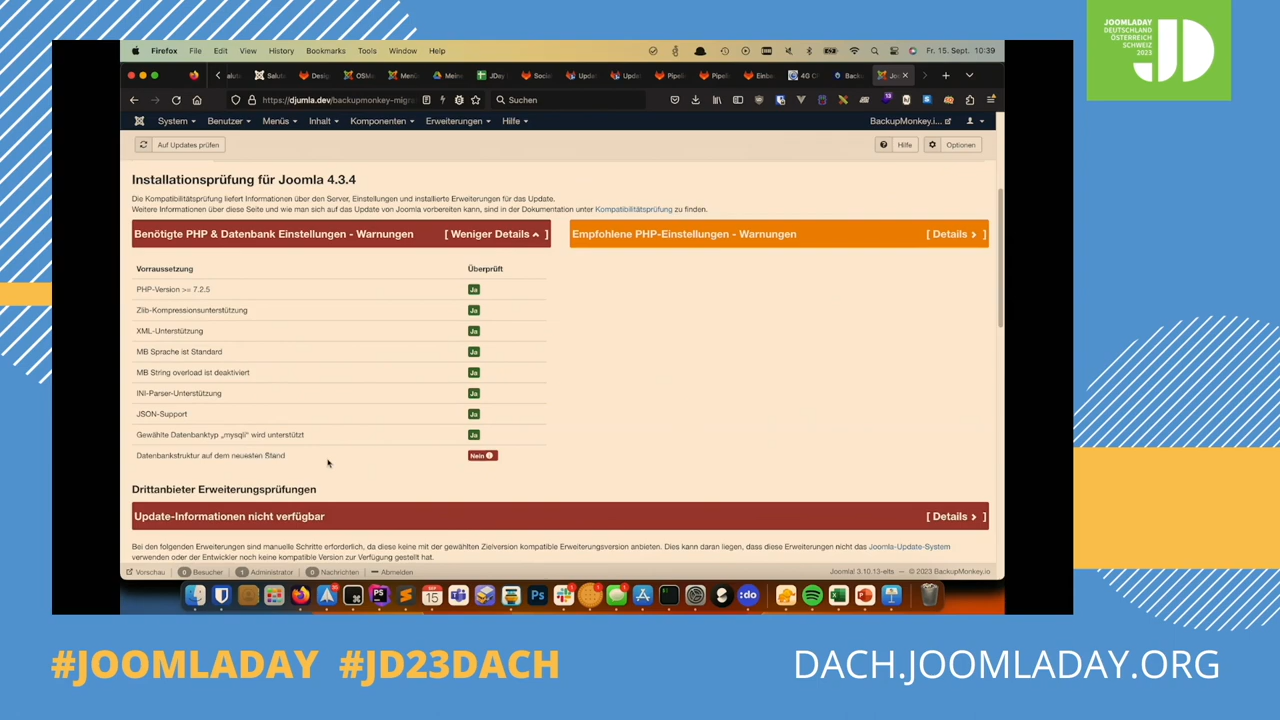 JOOMLADAY
DEUTSCHLAND
ÖSTERREICH
SCHWEIZ
2023
JD
Firefox File Edit View History Bookmarks Tools Window Help
Fr. 15. Sept. 10:39
Salut
https://djumla.dev/backupmonkey-migra
Suchen
13
System Benutzer Menüs Inhalt Komponenten Erweiterungen Hilfe
BackupMonkey.i...
Auf Updates prüfen
Hilfe
Optionen
Installationsprüfung für Joomla 4.3.4
Die Kompatibilitätsprüfung liefert Informationen über den Server, Einstellungen und installierte Erweiterungen für das Update.
Weitere Informationen über diese Seite und wie man sich auf das Update von Joomla vorbereiten kann, sind in der Dokumentation unter Kompatibilitätsprüfung zu finden.
Benötigte PHP & Datenbank Einstellungen - Warnungen [ Weniger Details ]
Empfohlene PHP-Einstellungen - Warnungen [ Details > ]
Vorraussetzung Überprüft
PHP-Version >= 7.2.5 Ja
Zlib-Kompressionsunterstützung Ja
XML-Unterstützung Ja
MB Sprache ist Standard Ja
MB String overload ist deaktiviert Ja
INI-Parser-Unterstützung Ja
JSON-Support Ja
Gewählte Datenbanktyp „mysqli“ wird unterstützt Ja
Datenbankstruktur auf dem neuesten Stand Nein
Drittanbieter Erweiterungsprüfungen
Update-Informationen nicht verfügbar [ Details > ]
Bei den folgenden Erweiterungen sind manuelle Schritte erforderlich, da diese keine mit der gewählten Zielversion kompatible Erweiterungsversion anbieten. Dies kann daran liegen, dass diese Erweiterungen nicht das Joomla-Update-System
verwenden oder der Entwickler noch keine kompatible Version zur Verfügung gestellt hat.
Vorschau 0 Besucher 1 Administrator 0 Nachrichten Abmelden
Joomla! 3.10.13-elts — © 2023 BackupMonkey.io
#JOOMLADAY #JD23DACH
DACH.JOOMLADAY.ORG